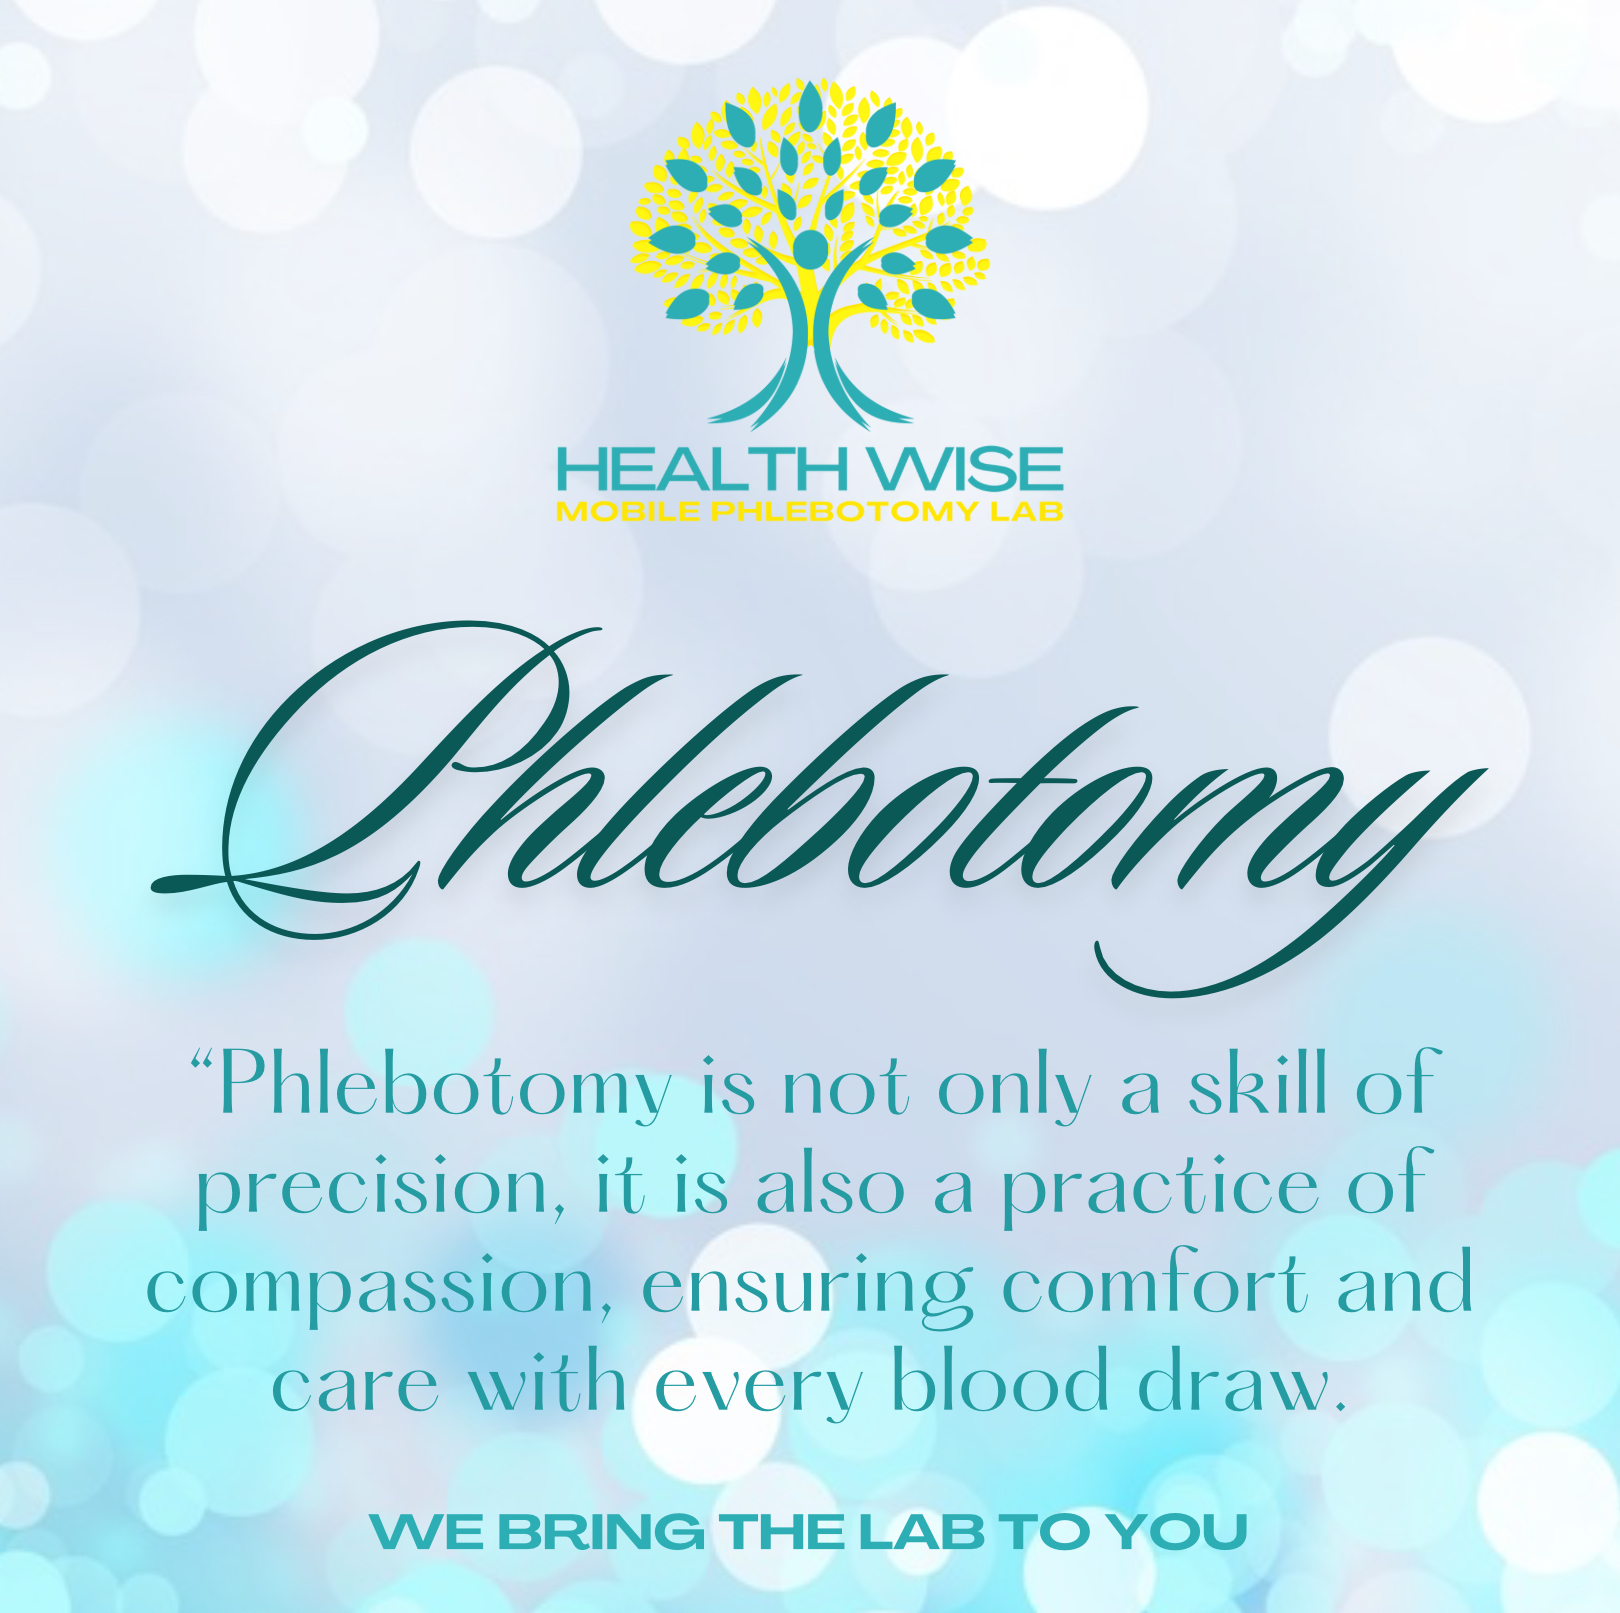 HEALTH WISE
MOBILE PHLEBOTOMY LAB
Phlebotomy
“Phlebotomy is not only a skill of
precision, it is also a practice of
compassion, ensuring comfort and
care with every blood draw.
WE BRING THE LAB TO YOU